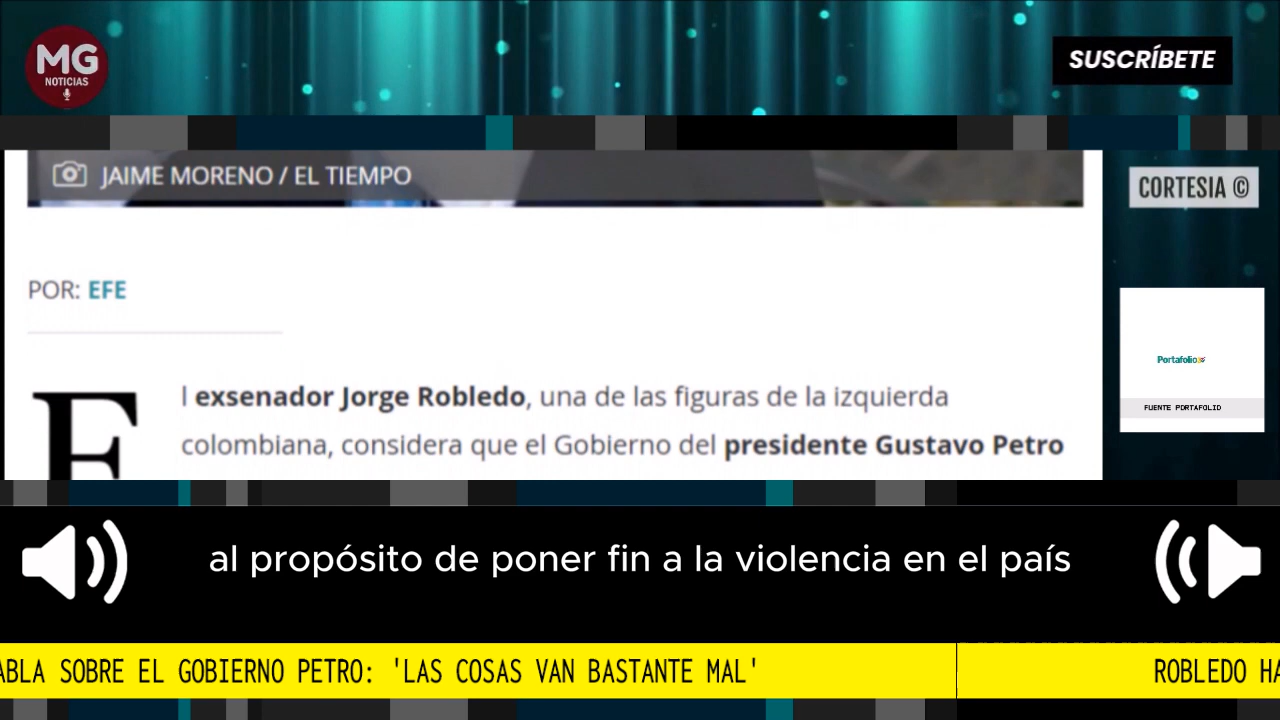 MG
NOTICIAS
SUSCRÍBETE
JAIME MORENO / EL TIEMPO
CORTESIA ©
POR: EFE
Portafolio
FUENTE PORTAFOLIO
El exsenador Jorge Robledo, una de las figuras de la izquierda
colombiana, considera que el Gobierno del presidente Gustavo Petro
al propósito de poner fin a la violencia en el país
ABLA SOBRE EL GOBIERNO PETRO: 'LAS COSAS VAN BASTANTE MAL' ROBLEDO HA